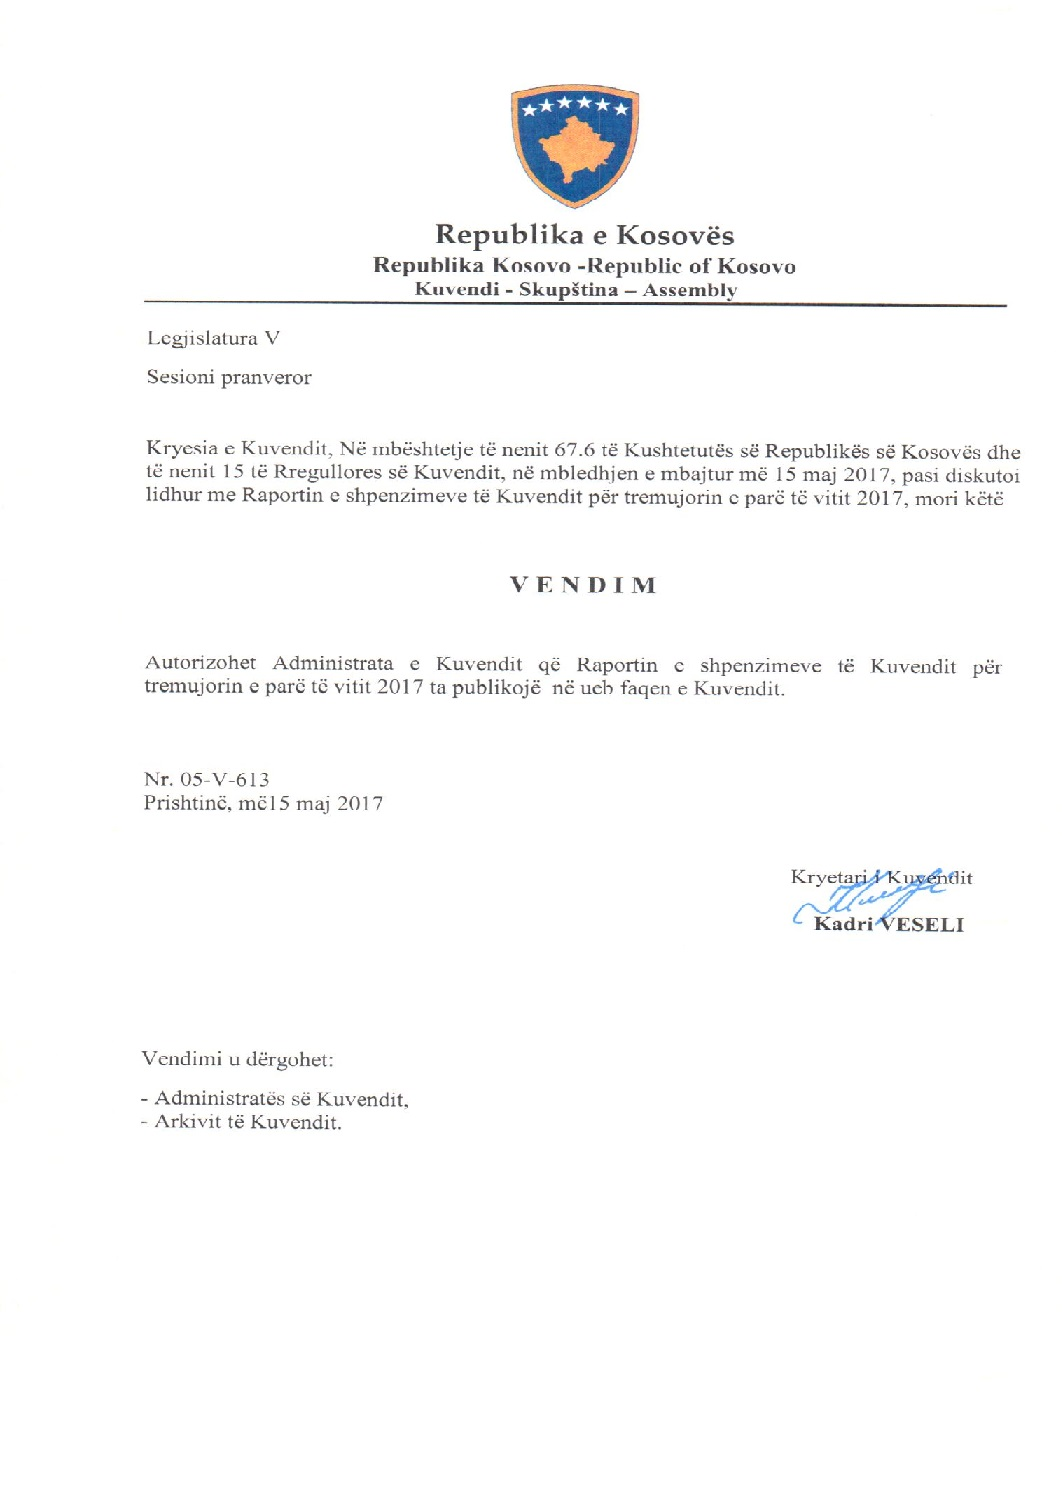 Republika e Kosovës
Republika Kosovo -Republic of Kosovo
Kuvendi - Skupština – Assembly
Legjislatura V
Sesioni pranveror
Kryesia e Kuvendit, Në mbështetje të nenit 67.6 të Kushtetutës së Republikës së Kosovës dhe
të nenit 15 të Rregullores së Kuvendit, në mbledhjen e mbajtur më 15 maj 2017, pasi diskutoi
lidhur me Raportin e shpenzimeve të Kuvendit për tremujorin e parë të vitit 2017, mori këtë
V E N D I M
Autorizohet Administrata e Kuvendit që Raportin e shpenzimeve të Kuvendit për
tremujorin e parë të vitit 2017 ta publikojë në ueb faqen e Kuvendit.
Nr. 05-V-613
Prishtinë, më15 maj 2017
Kryetari i Kuvendit
Kadri VESELI
Vendimi u dërgohet:
- Administratës së Kuvendit,
- Arkivit të Kuvendit.